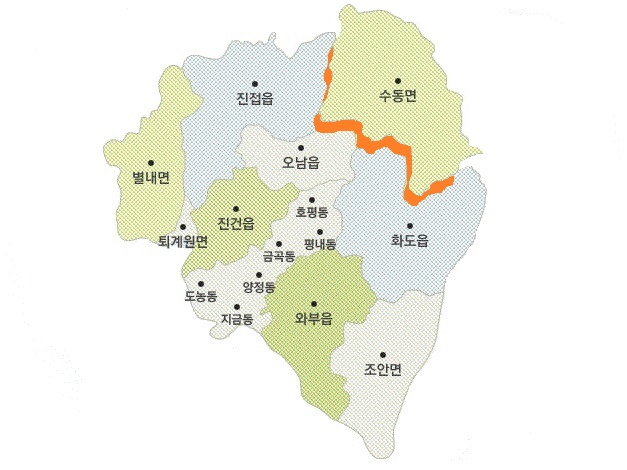 수동면
진접읍
오남읍
별내면
호평동
진건읍
퇴계원면
평내동
화도읍
금곡동
양정동
도농동
지금동
와부읍
조안면